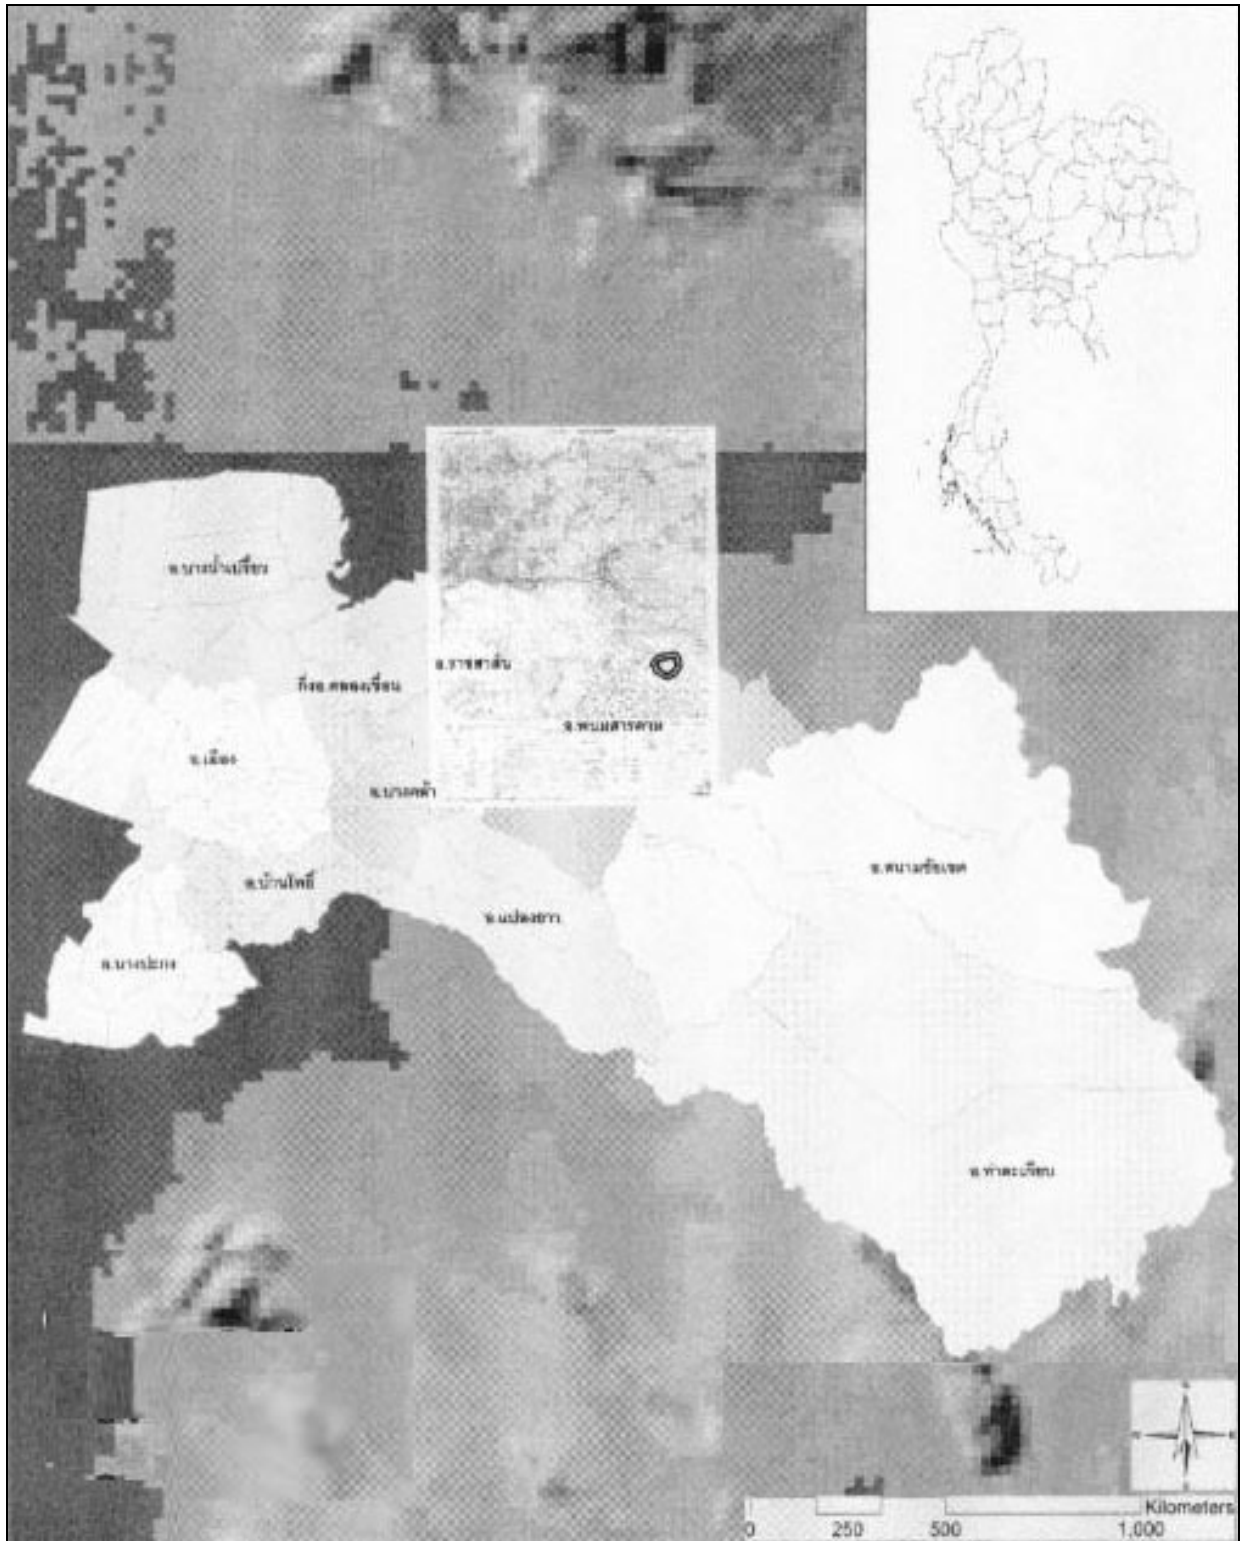 อ.บางน้ำเปรี้ยว
อ.ราชสาส์น
กิ่งอ.คลองเขื่อน
อ.พนมสารคาม
อ.เมือง
อ.บางคล้า
อ.สนามชัยเขต
อ.บ้านโพธิ์
อ.แปลงยาว
อ.บางปะกง
อ.ท่าตะเกียบ
Kilometers
0 250 500 1,000